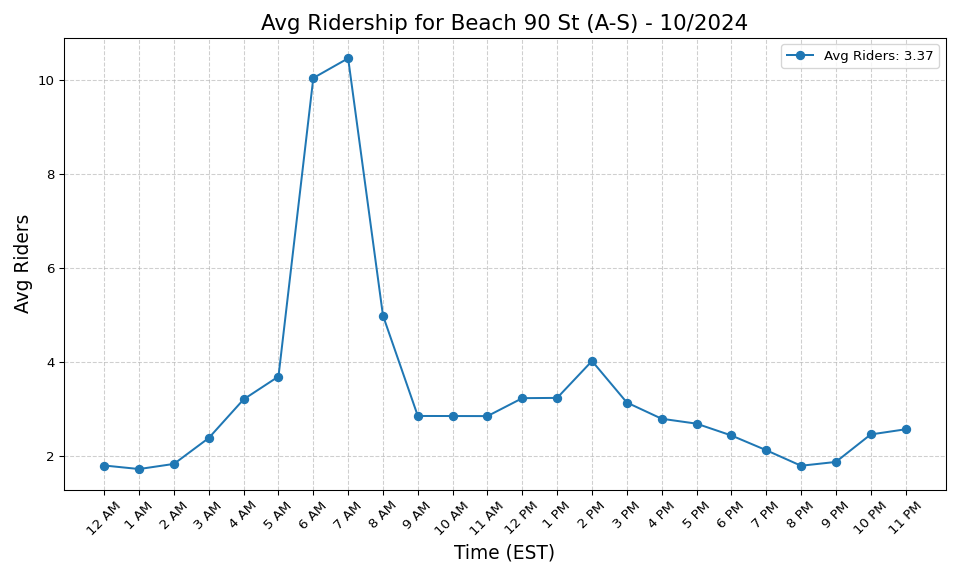 Avg Ridership for Beach 90 St (A-S) - 10/2024
Avg Riders: 3.37
Avg Riders
10
8
6
4
2
12 AM
1 AM
2 AM
3 AM
4 AM
5 AM
6 AM
7 AM
8 AM
9 AM
10 AM
11 AM
12 PM
1 PM
2 PM
3 PM
4 PM
5 PM
6 PM
7 PM
8 PM
9 PM
10 PM
11 PM
Time (EST)